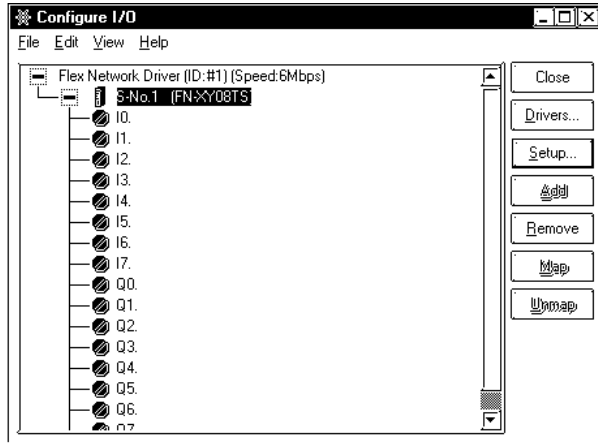 Configure I/O
File Edit View Help
Flex Network Driver (ID:#1) (Speed:6Mbps)
S-No.1 (FN-XY08TS)
I0.
I1.
I2.
I3.
I4.
I5.
I6.
I7.
Q0.
Q1.
Q2.
Q3.
Q4.
Q5.
Q6.
Q7.
Close
Drivers...
Setup...
Add
Remove
Map
Unmap